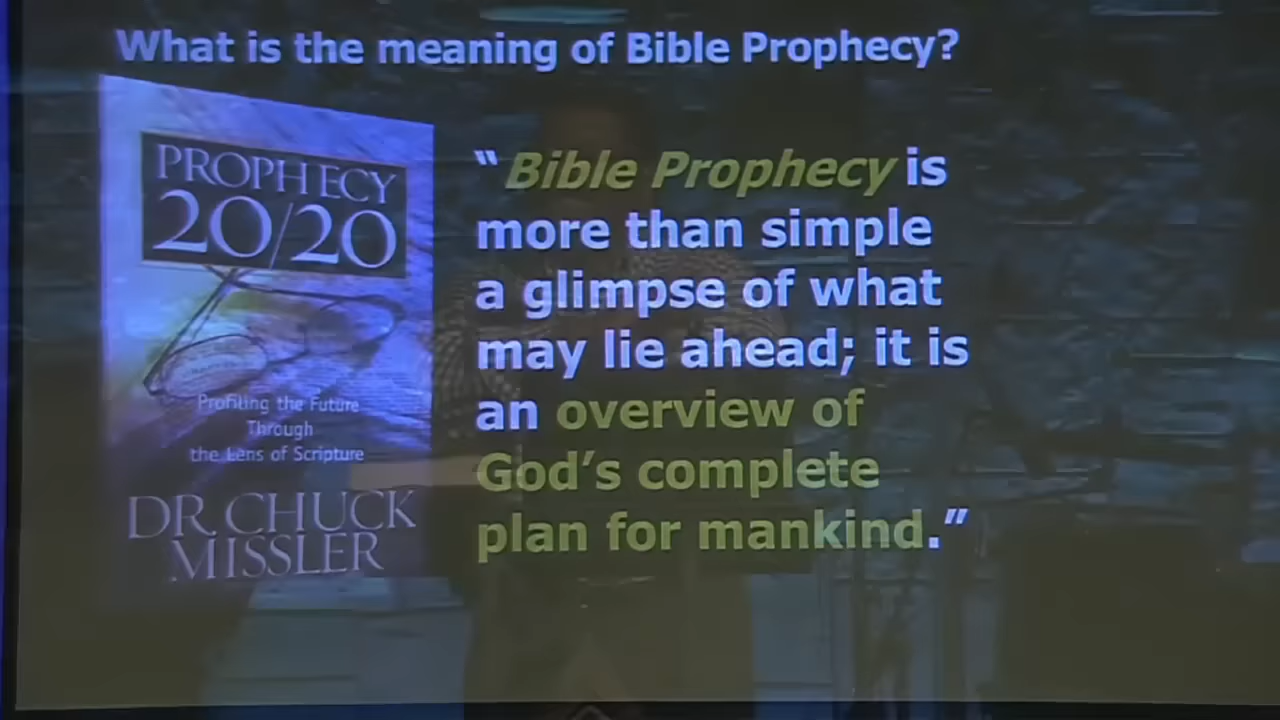 What is the meaning of Bible Prophecy?
PROPHECY
20/20
Profiling the Future
Through
the Lens of Scripture
DR. CHUCK
MISSLER
“Bible Prophecy is
more than simple
a glimpse of what
may lie ahead; it is
an overview of
God’s complete
plan for mankind.”